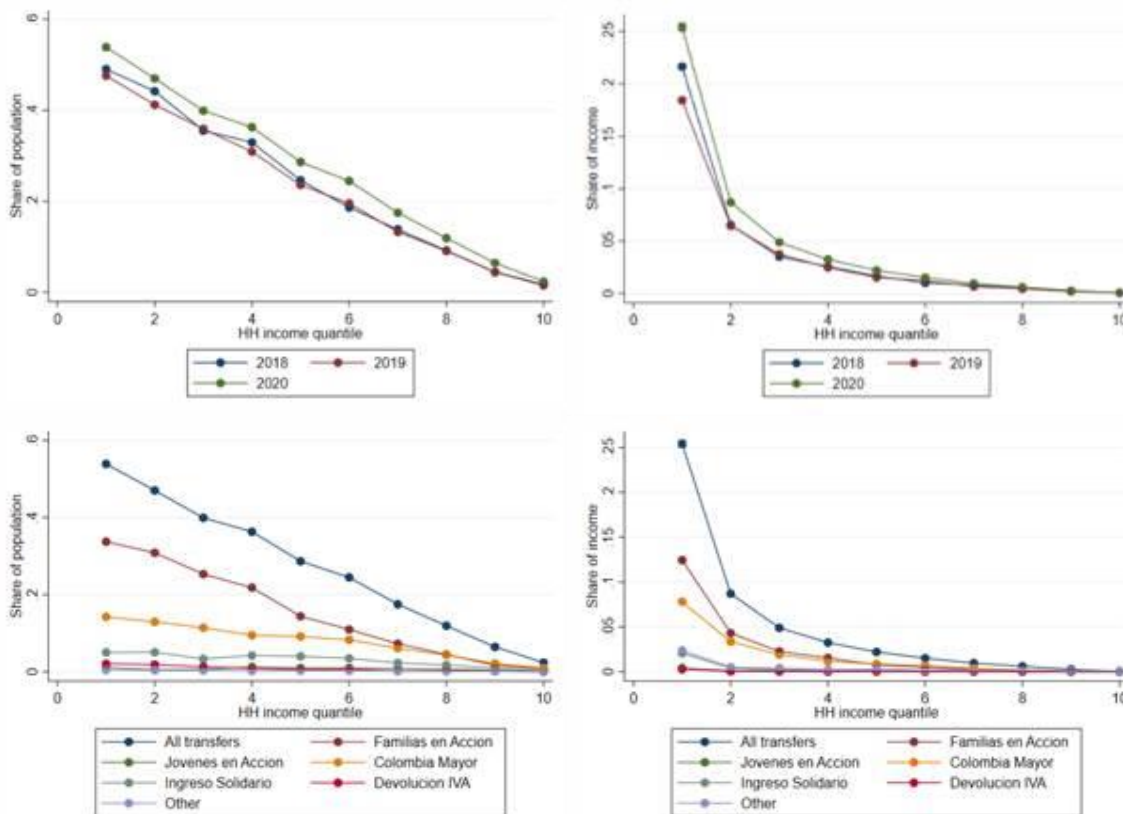 6
4
2
0
Share of population
0 2 4 6 8 10
HH income quantile
2018 2019
2020
25
2
15
1
05
0
Share of income
0 2 4 6 8 10
HH income quantile
2018 2019
2020
6
4
2
0
Share of population
0 2 4 6 8 10
HH income quantile
All transfers Familias en Accion
Jovenes en Accion Colombia Mayor
Ingreso Solidario Devolucion IVA
Other
25
2
15
1
05
0
Share of income
0 2 4 6 8 10
HH income quantile
All transfers Familias en Accion
Jovenes en Accion Colombia Mayor
Ingreso Solidario Devolucion IVA
Other